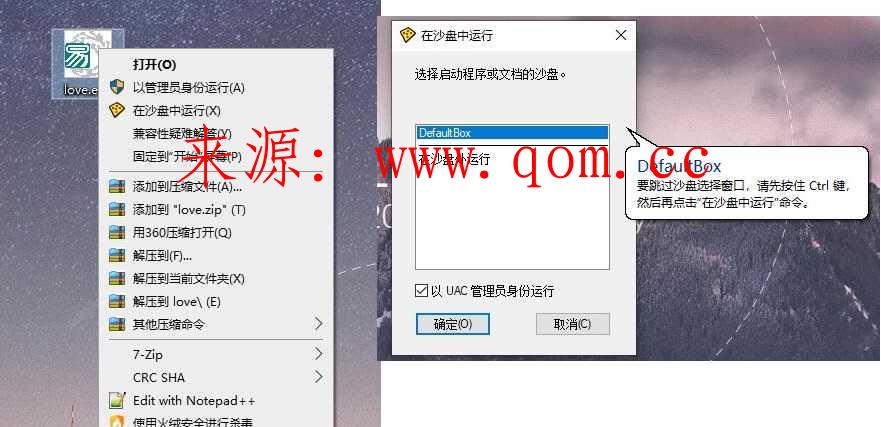 love.e
打开(O)
以管理员身份运行(A)
在沙盘中运行(X)
兼容性疑难解答(Y)
固定到"开始"屏幕(P)
添加到压缩文件(A)...
添加到 "love.zip" (T)
用360压缩打开(Q)
解压到(F)...
解压到当前文件夹(X)
解压到 love\ (E)
其他压缩命令
7-Zip
CRC SHA
Edit with Notepad++
使用火绒安全进行杀毒
在沙盘中运行
选择启动程序或文档的沙盘。
DefaultBox
在沙盘外运行
以 UAC 管理员身份运行
确定(O)
取消(C)
DefaultBox
要跳过沙盘选择窗口，请先按住 Ctrl 键，
然后再点击"在沙盘中运行"命令。
来源：www.qom.cc